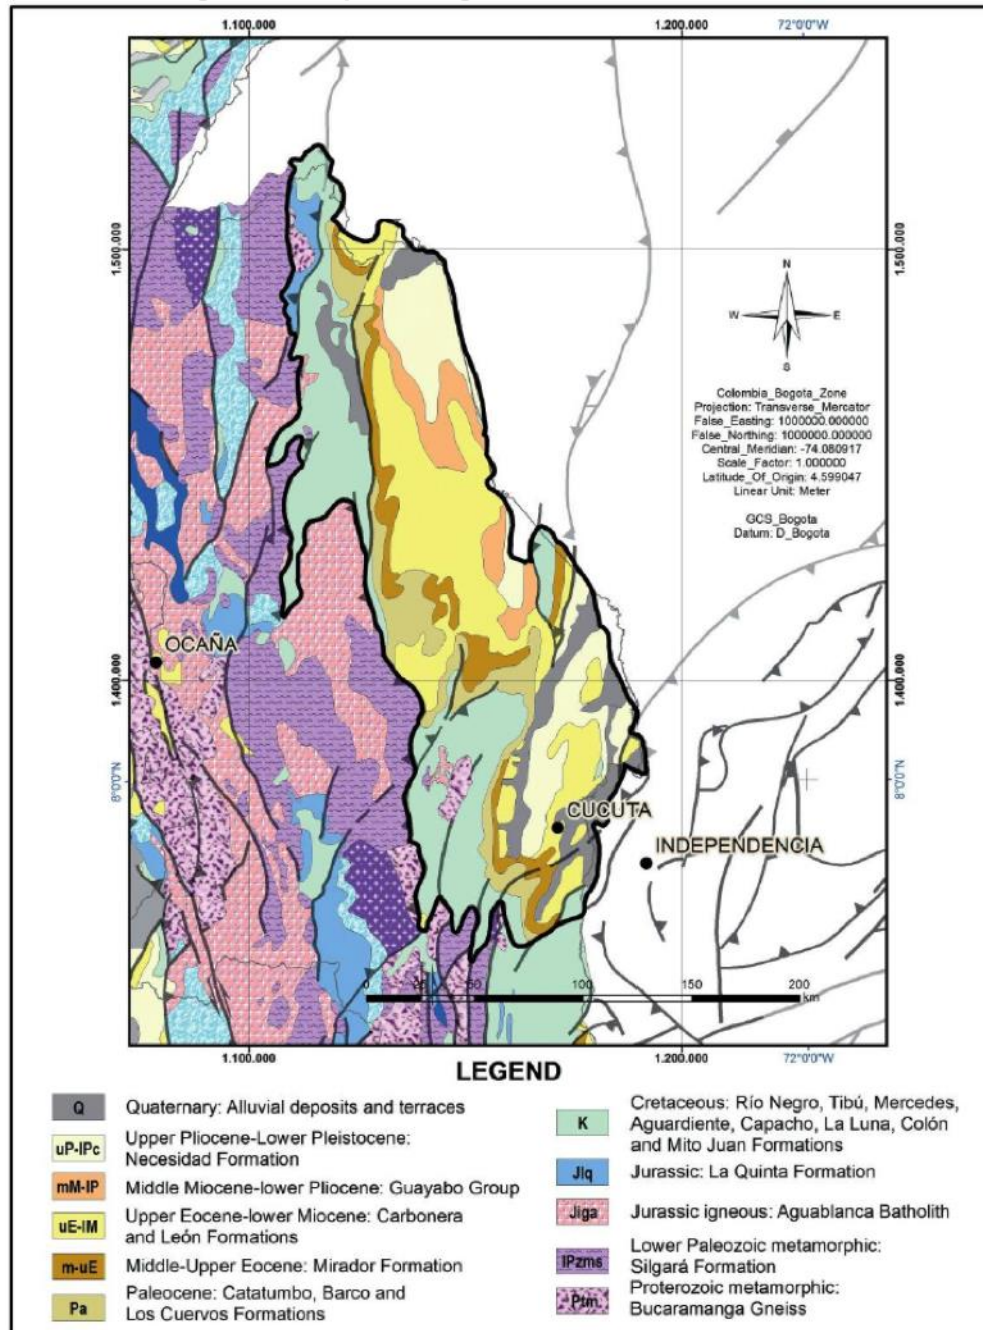 1.100.000
1.200.000
72°0'0"W
1.500.000
1.500.000
N
W
E
S
Colombia_Bogota_Zone
Projection: Transverse_Mercator
False_Easting: 1000000.000000
False_Northing: 1000000.000000
Central_Meridian: -74.080917
Scale_Factor: 1.000000
Latitude_Of_Origin: 4.599047
Linear Unit: Meter
GCS_Bogota
Datum: D_Bogota
OCAÑA
1.400.000
1.400.000
8°0'0"N
8°0'0"N
CUCUTA
INDEPENDENCIA
0
50
100
150
200
km
1.100.000
1.200.000
72°0'0"W
LEGEND
Q
Quaternary: Alluvial deposits and terraces
uP-IPc
Upper Pliocene-Lower Pleistocene:
Necesidad Formation
mM-IP
Middle Miocene-lower Pliocene: Guayabo Group
uE-IM
Upper Eocene-lower Miocene: Carbonera
and León Formations
m-uE
Middle-Upper Eocene: Mirador Formation
Pa
Paleocene: Catatumbo, Barco and
Los Cuervos Formations
K
Cretaceous: Río Negro, Tibú, Mercedes,
Aguardiente, Capacho, La Luna, Colón
and Mito Juan Formations
Jlq
Jurassic: La Quinta Formation
Jiga
Jurassic igneous: Aguablanca Batholith
IPzms
Lower Paleozoic metamorphic:
Silgará Formation
Ptm
Proterozoic metamorphic:
Bucaramanga Gneiss